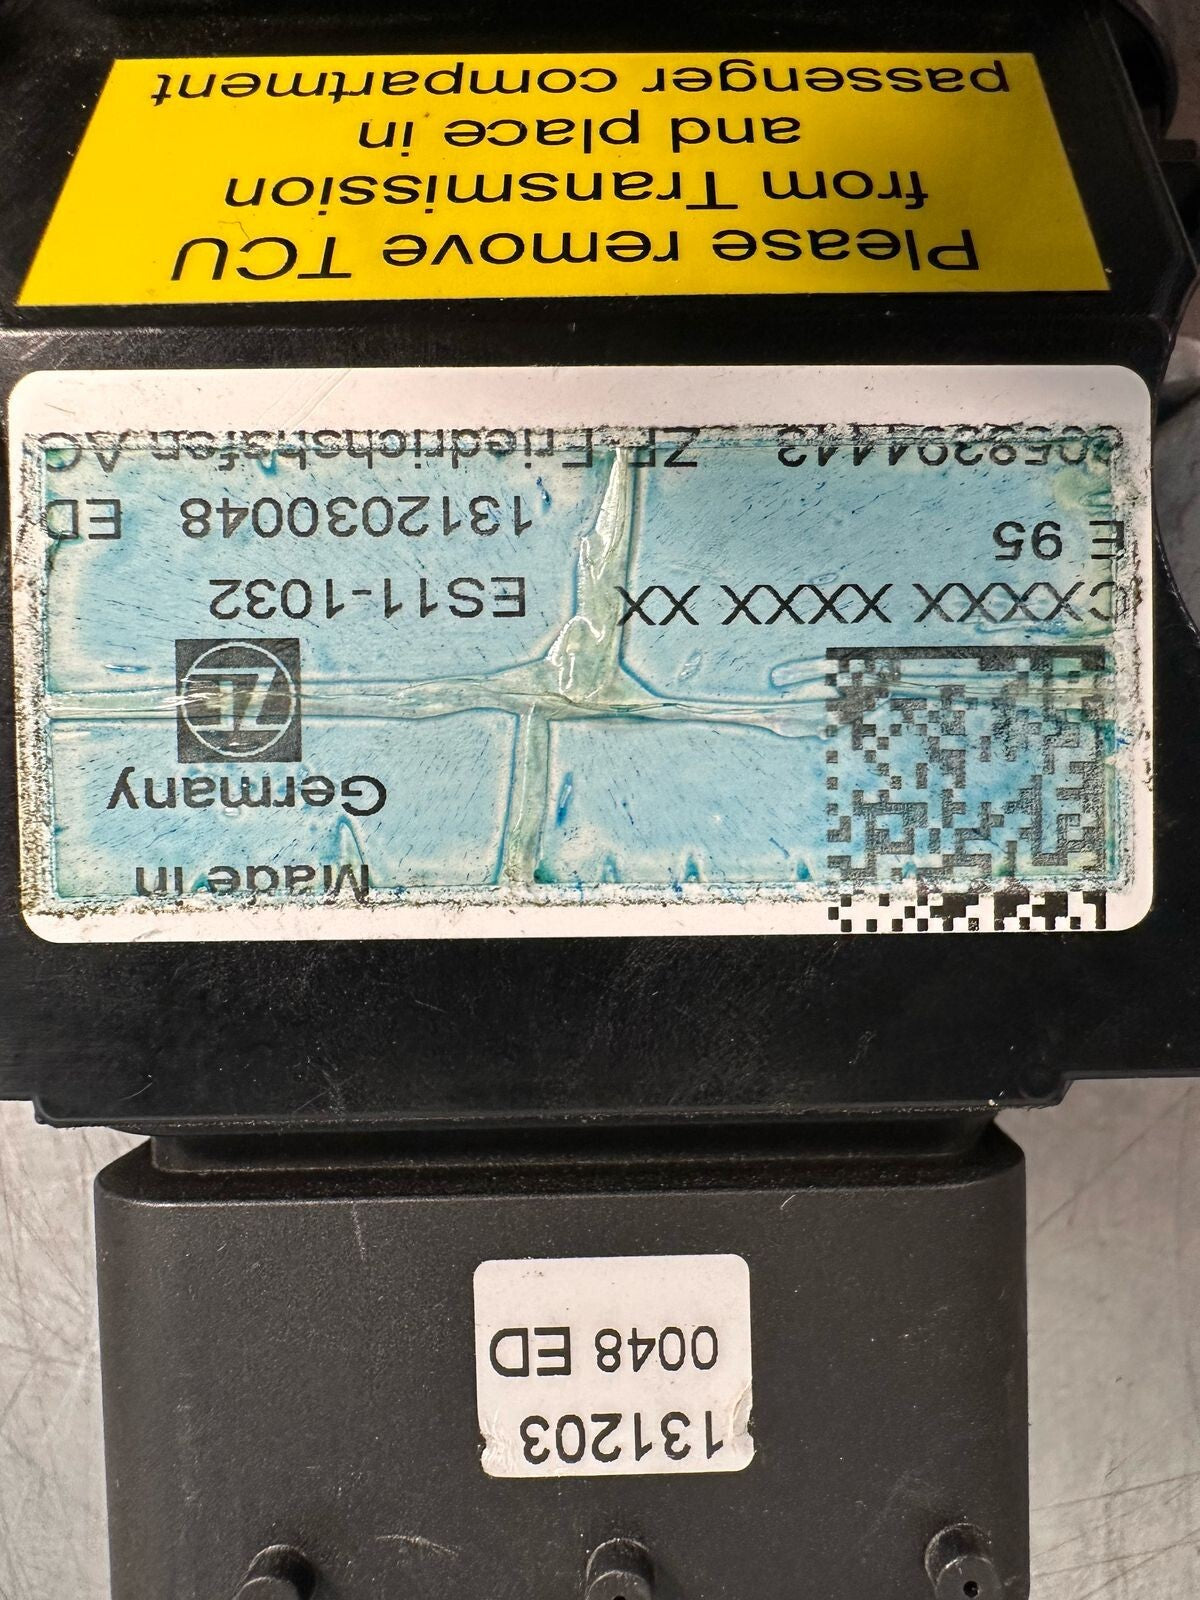 131203
0048 ED
Made in
Germany
ZF
CXXXX XXXX XX ES11-1032
E 95 1312030048 ED
ZF Friedrichshafen AG
Please remove TCU
from Transmission
and place in
passenger compartment